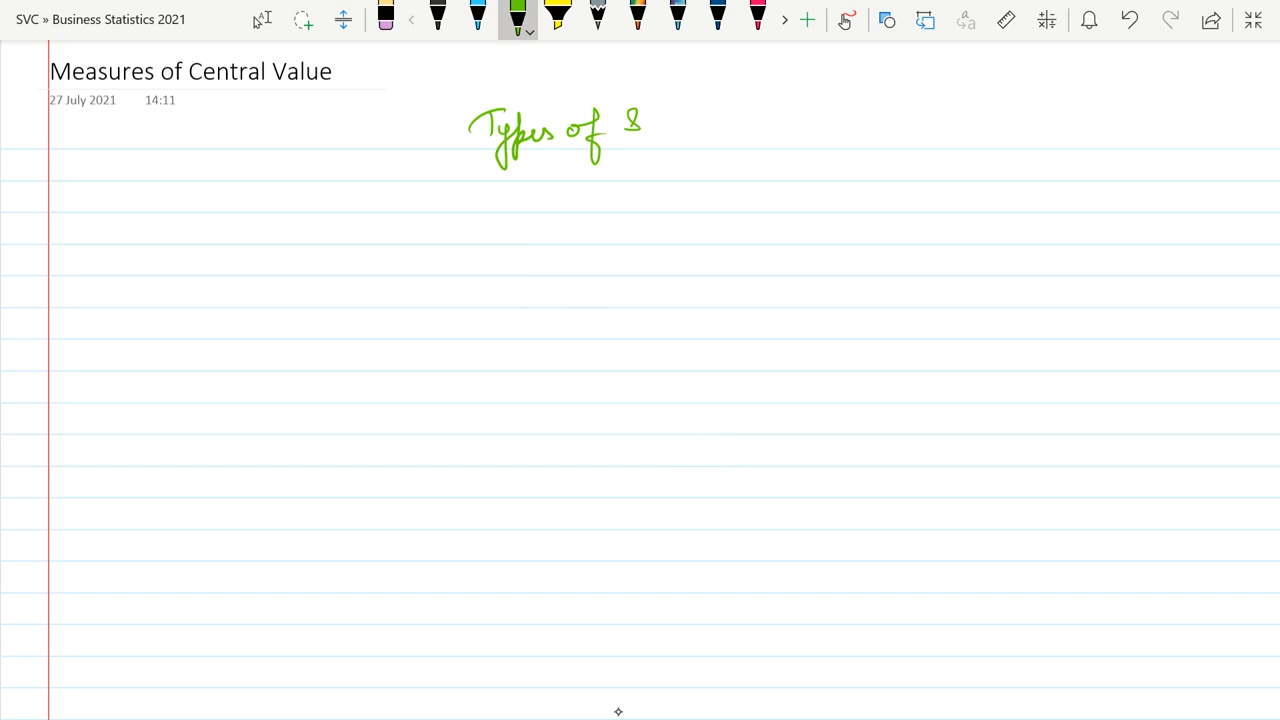 SVC » Business Statistics 2021
Measures of Central Value
27 July 2021 14:11
Types of S